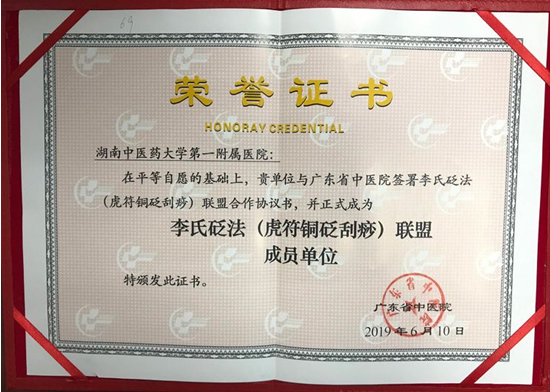 69
荣誉证书
HONORAY CREDENTIAL
湖南中医药大学第一附属医院：
在平等自愿的基础上，贵单位与广东省中医院签署李氏砭法
（虎符铜砭刮痧）联盟合作协议书，并正式成为
李氏砭法（虎符铜砭刮痧）联盟
成员单位
特颁发此证书。
广东省中医院
2019年6月10日